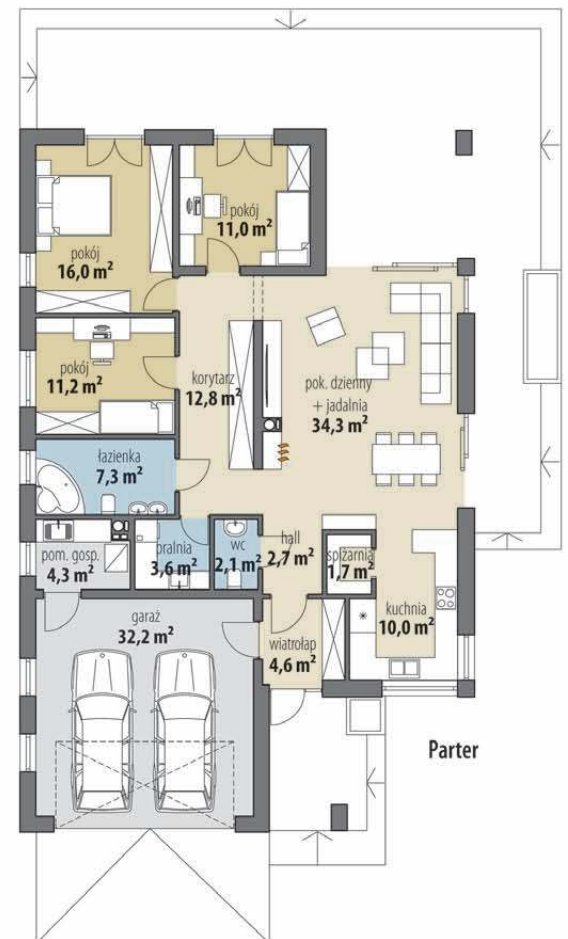 pokój
11,0 m²
pokój
16,0 m²
pokój
11,2 m²
korytarz
12,8 m²
pok. dzienny
+ jadalnia
34,3 m²
łazienka
7,3 m²
pom. gosp.
4,3 m²
pralnia
3,6 m²
wc
2,1 m²
hall
2,7 m²
spiżarnia
1,7 m²
kuchnia
10,0 m²
garaż
32,2 m²
wiatrołap
4,6 m²
Parter